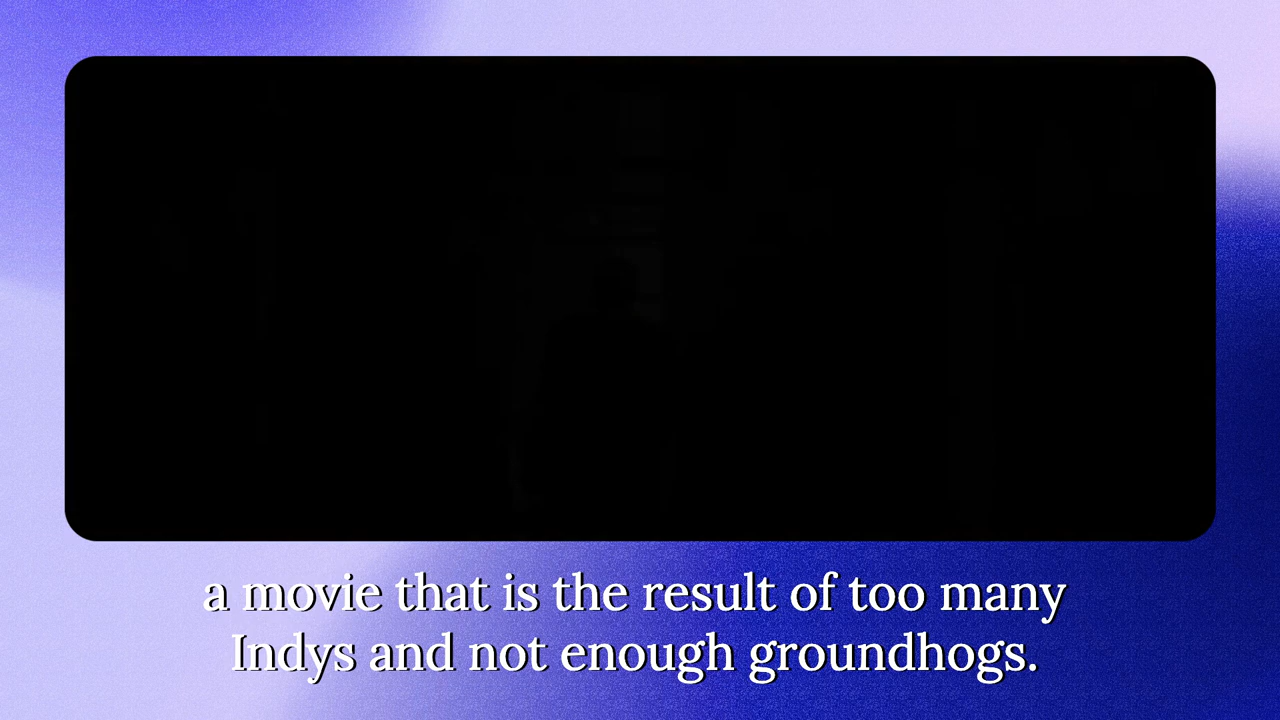 a movie that is the result of too many
Indys and not enough groundhogs.